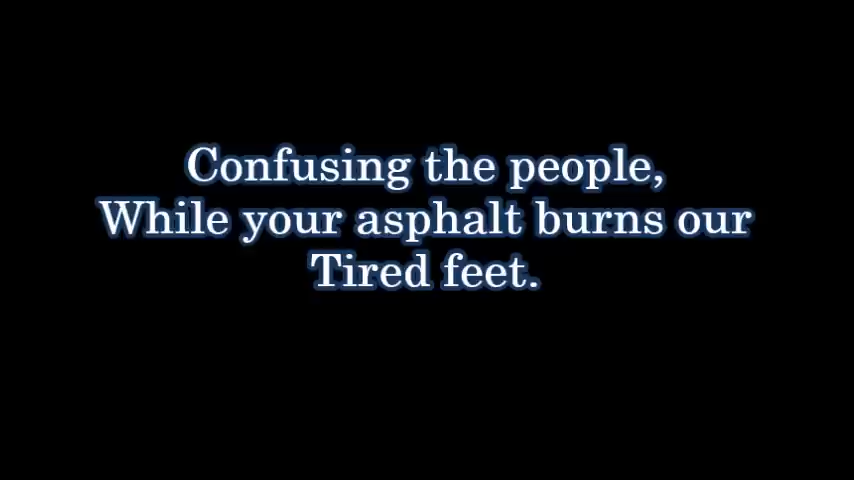 Confusing the people,
While your asphalt burns our
Tired feet.